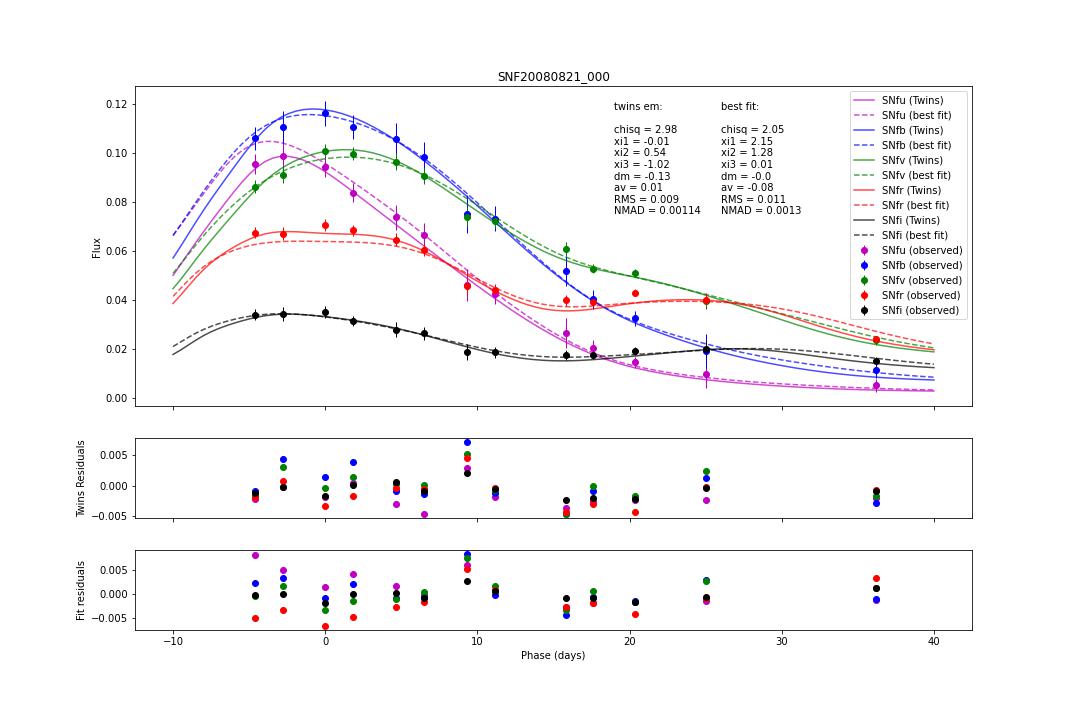 SNF20080821_000
Flux
0.12
0.10
0.08
0.06
0.04
0.02
0.00
twins em:
chisq = 2.98
xi1 = -0.01
xi2 = 0.54
xi3 = -1.02
dm = -0.13
av = 0.01
RMS = 0.009
NMAD = 0.00114
best fit:
chisq = 2.05
xi1 = 2.15
xi2 = 1.28
xi3 = 0.01
dm = -0.0
av = -0.08
RMS = 0.011
NMAD = 0.0013
SNfu (Twins)
SNfu (best fit)
SNfb (Twins)
SNfb (best fit)
SNfv (Twins)
SNfv (best fit)
SNfr (Twins)
SNfr (best fit)
SNfi (Twins)
SNfi (best fit)
SNfu (observed)
SNfb (observed)
SNfv (observed)
SNfr (observed)
SNfi (observed)
Twins Residuals
0.005
0.000
−0.005
Fit residuals
0.005
0.000
−0.005
−10
0
10
20
30
40
Phase (days)